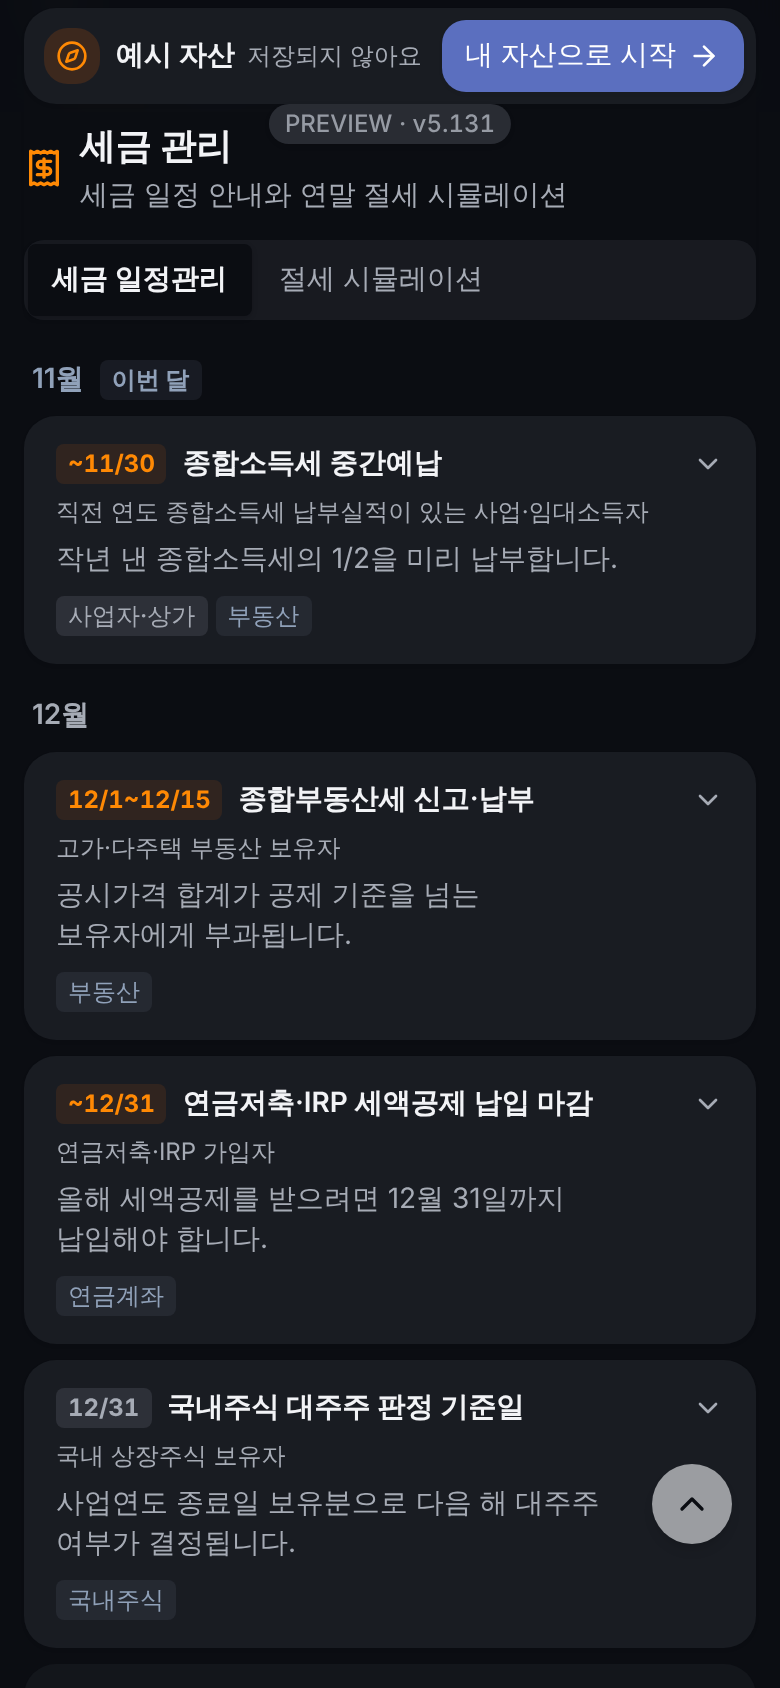 예시 자산 저장되지 않아요 내 자산으로 시작 →
PREVIEW · v5.131
세금 관리
세금 일정 안내와 연말 절세 시뮬레이션
세금 일정관리 절세 시뮬레이션
11월 이번 달
~11/30 종합소득세 중간예납
직전 연도 종합소득세 납부실적이 있는 사업·임대소득자
작년 낸 종합소득세의 1/2을 미리 납부합니다.
사업자·상가 부동산
12월
12/1~12/15 종합부동산세 신고·납부
고가·다주택 부동산 보유자
공시가격 합계가 공제 기준을 넘는
보유자에게 부과됩니다.
부동산
~12/31 연금저축·IRP 세액공제 납입 마감
연금저축·IRP 가입자
올해 세액공제를 받으려면 12월 31일까지
납입해야 합니다.
연금계좌
12/31 국내주식 대주주 판정 기준일
국내 상장주식 보유자
사업연도 종료일 보유분으로 다음 해 대주주
여부가 결정됩니다.
국내주식